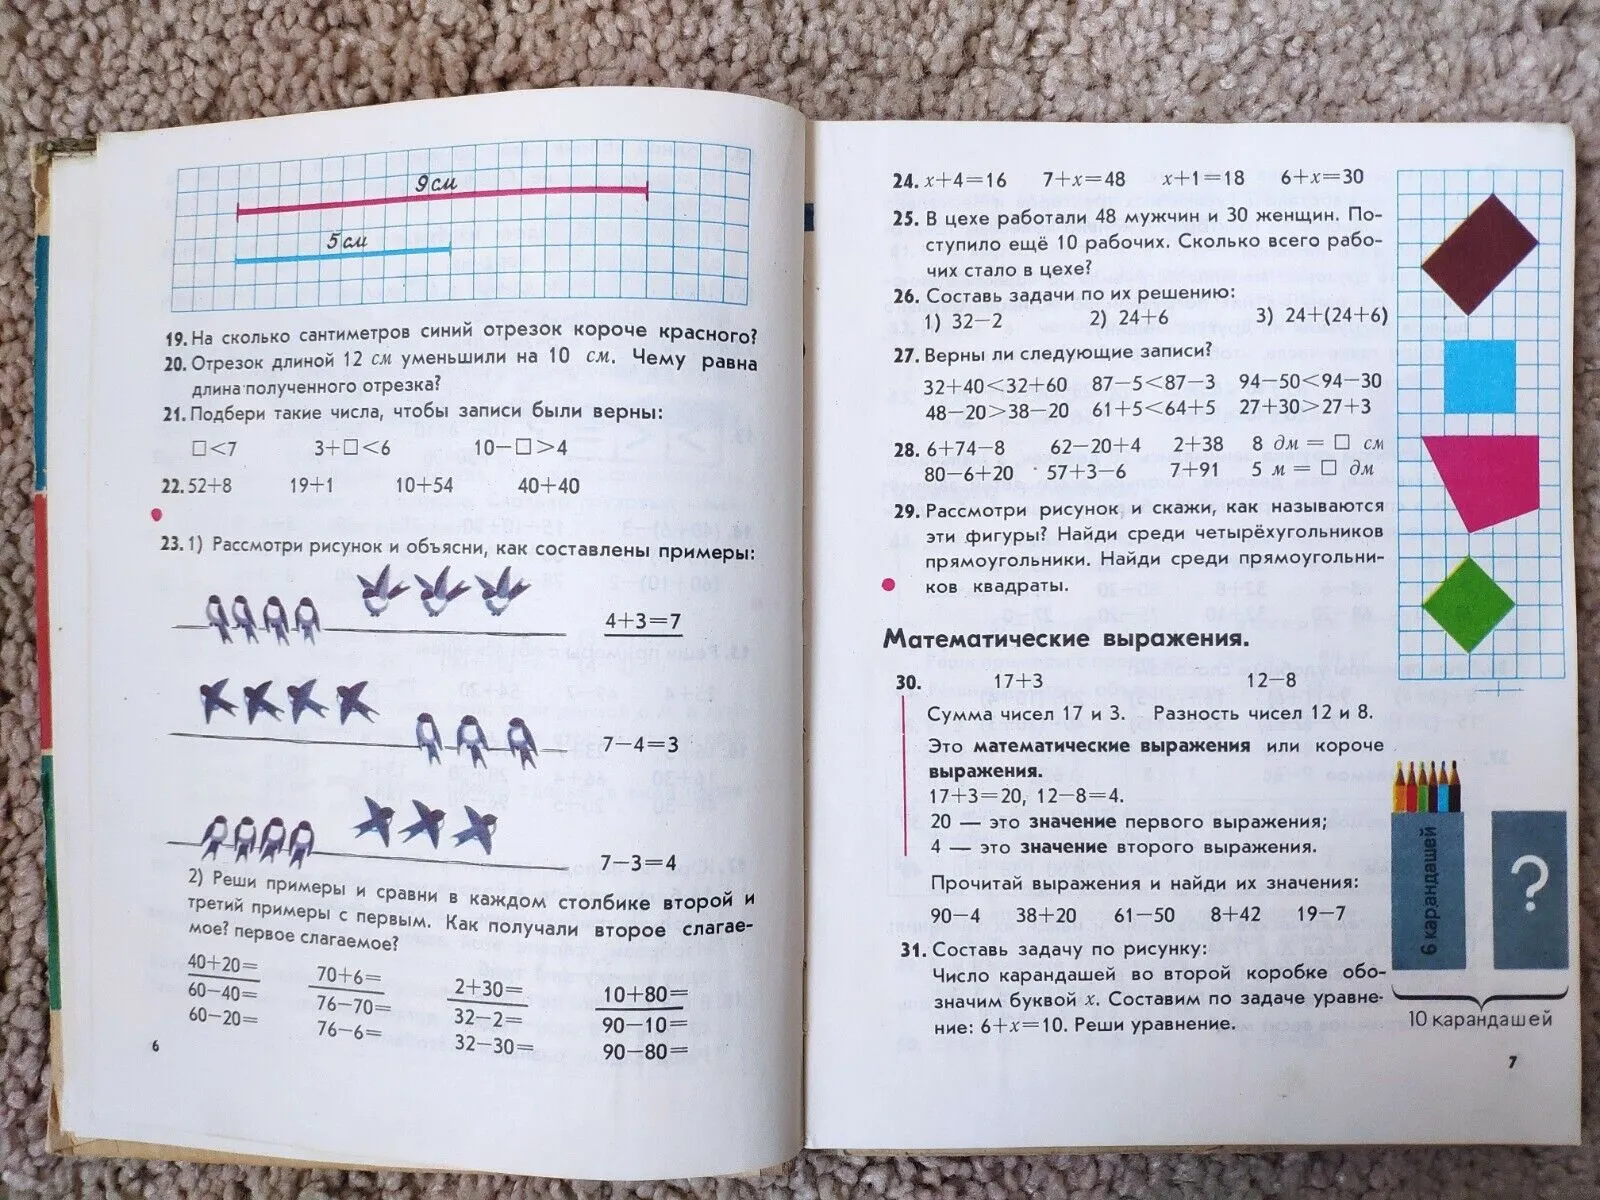 9 см
5 см
19. На сколько сантиметров синий отрезок короче красного?
20. Отрезок длиной 12 см уменьшили на 10 см. Чему равна
длина полученного отрезка?
21. Подбери такие числа, чтобы записи были верны:
□<7 3+□<6 10−□>4
22. 52+8 19+1 10+54 40+40
23. 1) Рассмотри рисунок и объясни, как составлены примеры:
4+3=7
7−4=3
7−3=4
2) Реши примеры и сравни в каждом столбике второй и
третий примеры с первым. Как получали второе слагае-
мое? первое слагаемое?
40+20= 70+6= 2+30= 10+80=
60−40= 76−70= 32−2= 90−10=
60−20= 76−6= 32−30= 90−80=
6
24. x+4=16 7+x=48 x+1=18 6+x=30
25. В цехе работали 48 мужчин и 30 женщин. По-
ступило ещё 10 рабочих. Сколько всего рабо-
чих стало в цехе?
26. Составь задачи по их решению:
1) 32−2 2) 24+6 3) 24+(24+6)
27. Верны ли следующие записи?
32+40<32+60 87−5<87−3 94−50<94−30
48−20>38−20 61+5<64+5 27+30>27+3
28. 6+74−8 62−20+4 2+38 8 дм = □ см
80−6+20 57+3−6 7+91 5 м = □ дм
29. Рассмотри рисунок и скажи, как называются
эти фигуры? Найди среди четырёхугольников
прямоугольники. Найди среди прямоугольни-
ков квадраты.
Математические выражения.
30. 17+3 12−8
Сумма чисел 17 и 3. Разность чисел 12 и 8.
Это математические выражения или короче
выражения.
17+3=20, 12−8=4.
20 — это значение первого выражения;
4 — это значение второго выражения.
Прочитай выражения и найди их значения:
90−4 38+20 61−50 8+42 19−7
31. Составь задачу по рисунку:
Число карандашей во второй коробке обо-
значим буквой x. Составим по задаче уравне-
ние: 6+x=10. Реши уравнение.
6 карандашей
?
10 карандашей
7